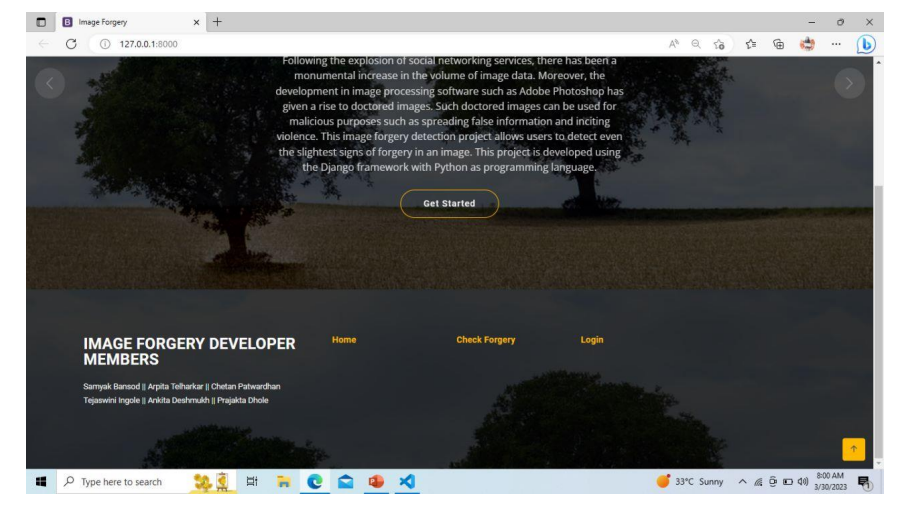 Image Forgery
127.0.0.1:8000
Following the explosion of social networking services, there has been a
monumental increase in the volume of image data. Moreover, the
development in image processing software such as Adobe Photoshop has
given a rise to doctored images. Such doctored images can be used for
malicious purposes such as spreading false information and inciting
violence. This image forgery detection project allows users to detect even
the slightest signs of forgery in an image. This project is developed using
the Django framework with Python as programming language.
Get Started
IMAGE FORGERY DEVELOPER
MEMBERS
Samyak Bansod || Arpita Telharkar || Chetan Patwardhan
Tejaswini Ingole || Ankita Deshmukh || Prajakta Dhole
Home
Check Forgery
Login
Type here to search
33°C Sunny
8:00 AM
3/30/2023